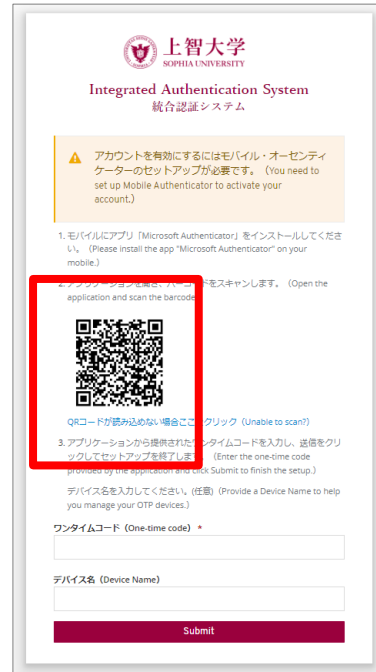 上智大学
SOPHIA UNIVERSITY
Integrated Authentication System
統合認証システム
アカウントを有効にするにはモバイル・オーセンティ
ケーターのセットアップが必要です。（You need to
set up Mobile Authenticator to activate your
account.）
1. モバイルにアプリ「Microsoft Authenticator」をインストールしてくださ
い。（Please install the app "Microsoft Authenticator" on your
mobile.）
2. アプリケーションを開き、バーコードをスキャンします。（Open the
application and scan the barcode
QRコードが読み込めない場合ここ クリック（Unable to scan?）
3. アプリケーションから提供されたワンタイムコードを入力し、送信をクリ
ックしてセットアップを終了します。（Enter the one-time code
provided by the application and click Submit to finish the setup.）
デバイス名を入力してください。(任意)（Provide a Device Name to help
you manage your OTP devices.）
ワンタイムコード（One-time code） *
デバイス名（Device Name）
Submit